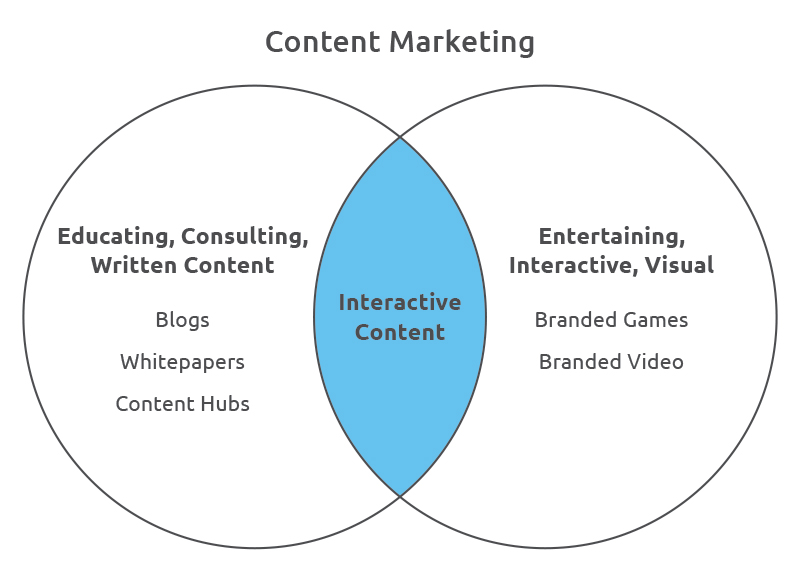 Content Marketing
Educating, Consulting,
Written Content
Blogs
Whitepapers
Content Hubs
Interactive
Content
Entertaining,
Interactive, Visual
Branded Games
Branded Video